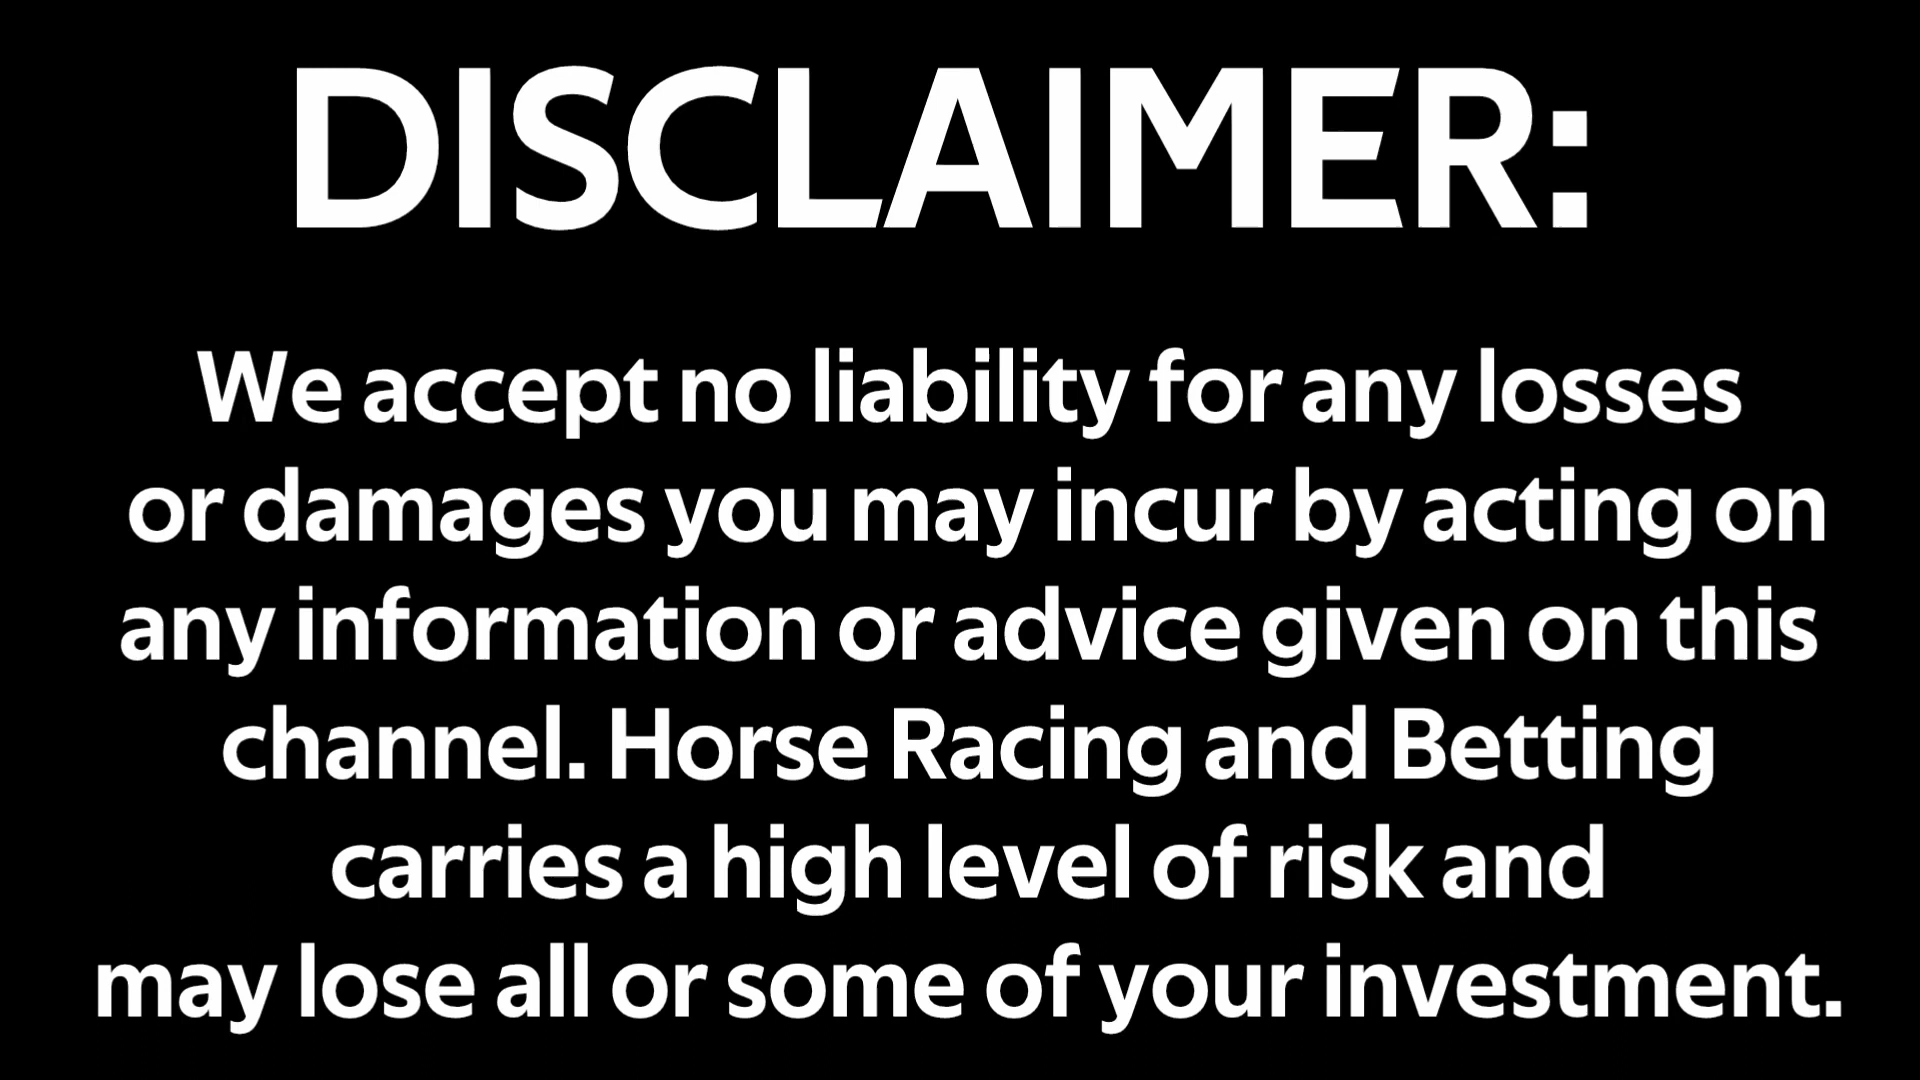 DISCLAIMER:
We accept no liability for any losses
or damages you may incur by acting on
any information or advice given on this
channel. Horse Racing and Betting
carries a high level of risk and
may lose all or some of your investment.